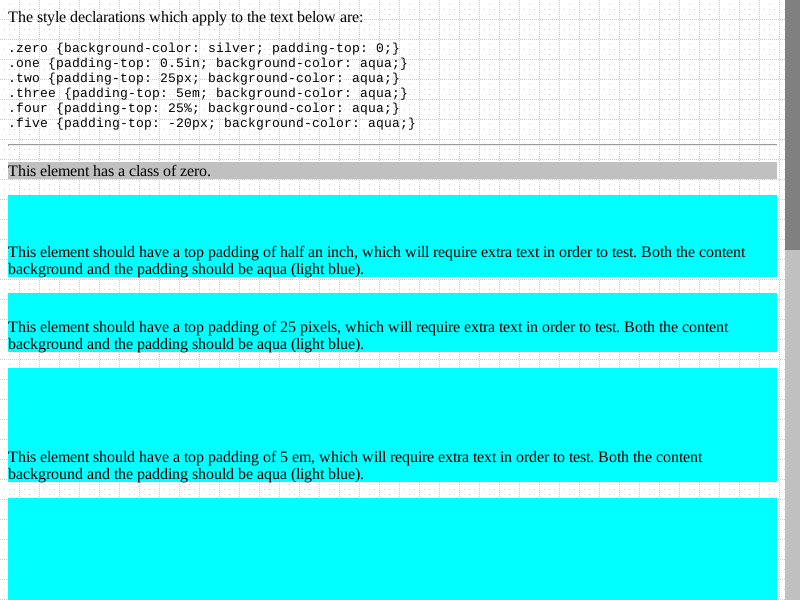 The style declarations which apply to the text below are:
.zero {background-color: silver; padding-top: 0;}
.one {padding-top: 0.5in; background-color: aqua;}
.two {padding-top: 25px; background-color: aqua;}
.three {padding-top: 5em; background-color: aqua;}
.four {padding-top: 25%; background-color: aqua;}
.five {padding-top: -20px; background-color: aqua;}
This element has a class of zero.
This element should have a top padding of half an inch, which will require extra text in order to test. Both the content
background and the padding should be aqua (light blue).
This element should have a top padding of 25 pixels, which will require extra text in order to test. Both the content
background and the padding should be aqua (light blue).
This element should have a top padding of 5 em, which will require extra text in order to test. Both the content
background and the padding should be aqua (light blue).